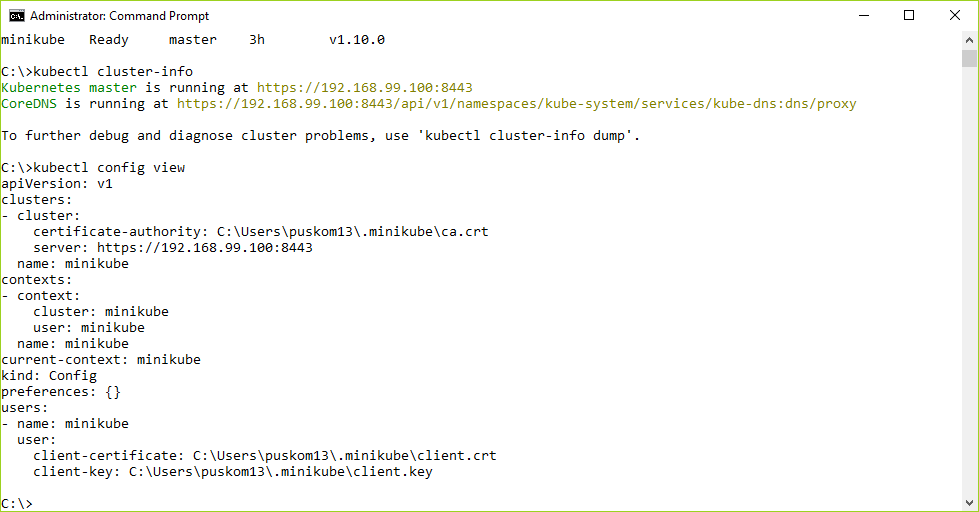 Administrator: Command Prompt
minikube   Ready     master    3h        v1.10.0

C:\>kubectl cluster-info
Kubernetes master is running at https://192.168.99.100:8443
CoreDNS is running at https://192.168.99.100:8443/api/v1/namespaces/kube-system/services/kube-dns:dns/proxy

To further debug and diagnose cluster problems, use 'kubectl cluster-info dump'.

C:\>kubectl config view
apiVersion: v1
clusters:
- cluster:
    certificate-authority: C:\Users\puskom13\.minikube\ca.crt
    server: https://192.168.99.100:8443
  name: minikube
contexts:
- context:
    cluster: minikube
    user: minikube
  name: minikube
current-context: minikube
kind: Config
preferences: {}
users:
- name: minikube
  user:
    client-certificate: C:\Users\puskom13\.minikube\client.crt
    client-key: C:\Users\puskom13\.minikube\client.key

C:\>